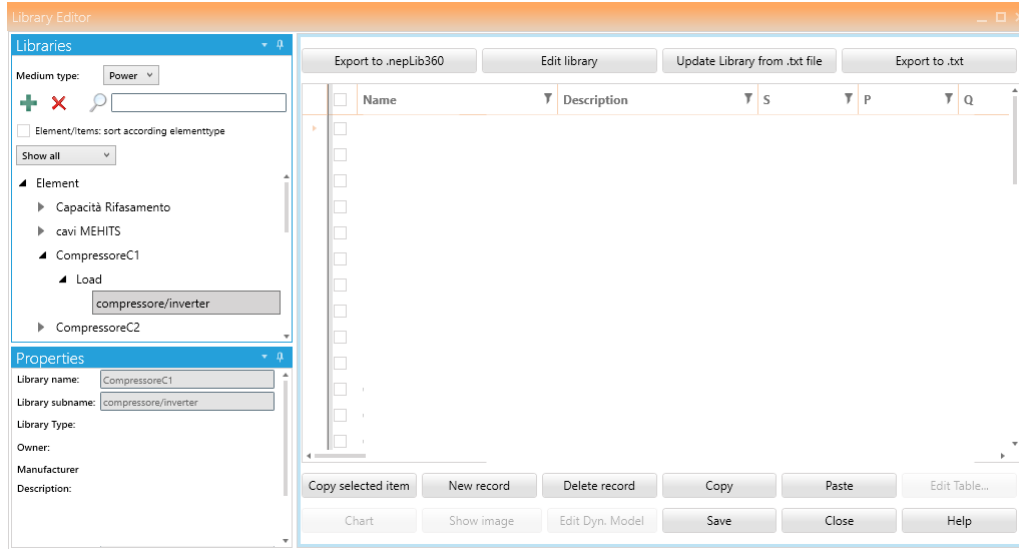 Library Editor
Libraries
Medium type: Power
Element/Items: sort according elementtype
Show all
Element
Capacità Rifasamento
cavi MEHITS
CompressoreC1
Load
compressore/inverter
CompressoreC2
Properties
Library name: CompressoreC1
Library subname: compressore/inverter
Library Type:
Owner:
Manufacturer
Description:
Export to .nepLib360 Edit library Update Library from .txt file Export to .txt
Name Description S P Q
Copy selected item New record Delete record Copy Paste Edit Table...
Chart Show image Edit Dyn. Model Save Close Help